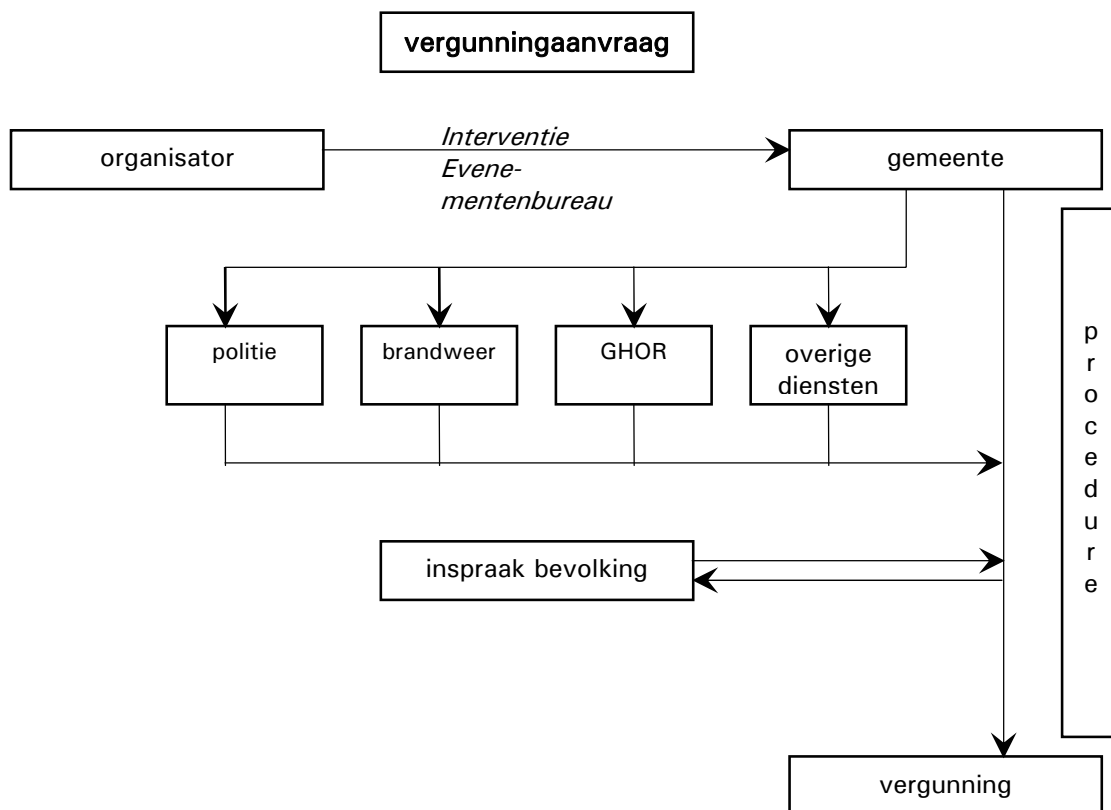 vergunningaanvraag
organisator
Interventie
Evene-
mentenbureau
gemeente
politie
brandweer
GHOR
overige
diensten
inspraak bevolking
p
r
o
c
e
d
u
r
e
vergunning